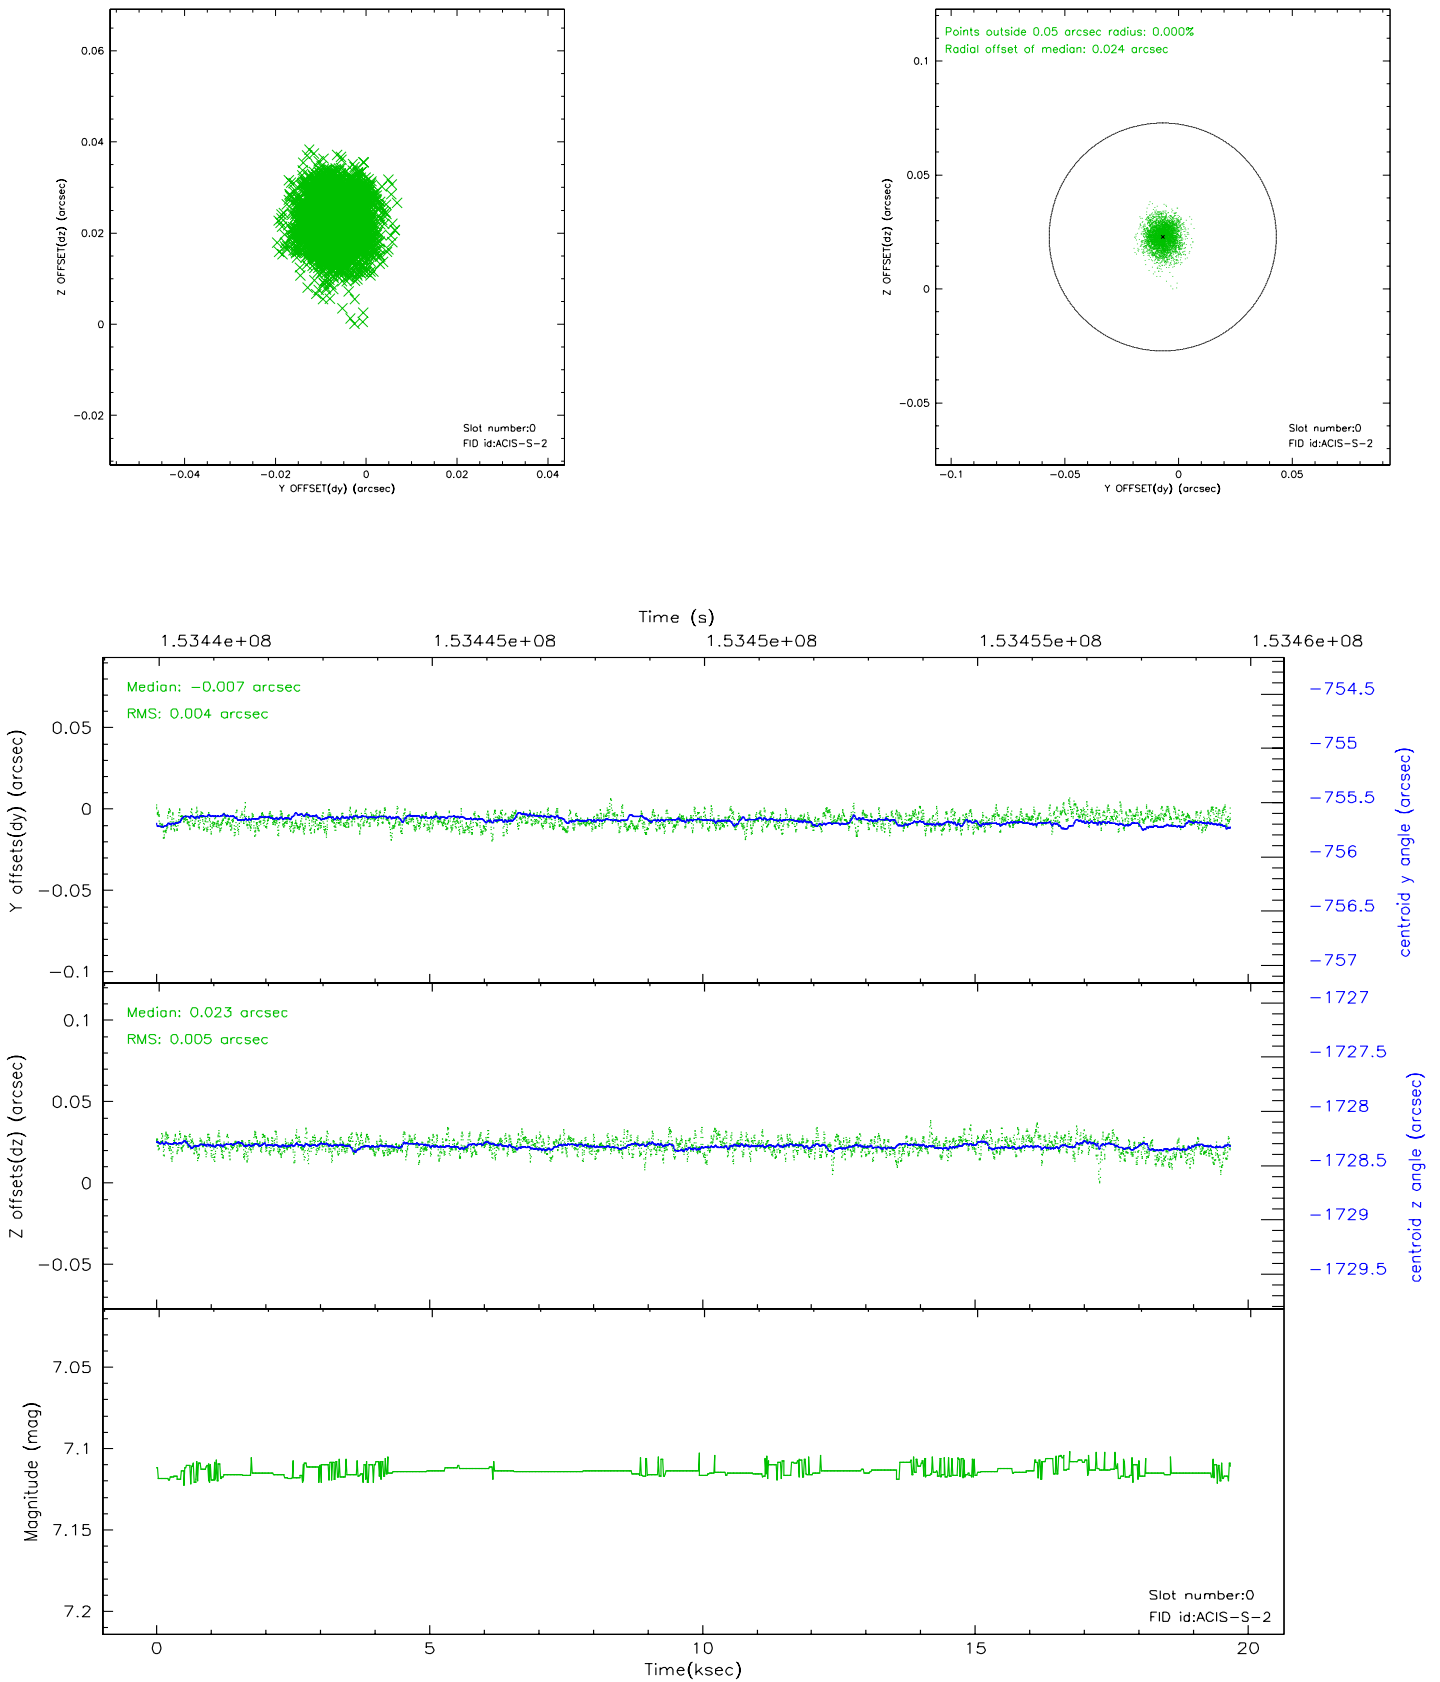 0.06
0.04
0.02
0
−0.02
−0.04
−0.02
0
0.02
0.04
Z OFFSET(dz) (arcsec)
Y OFFSET(dy) (arcsec)
Slot number:0
FID id:ACIS−S−2
Points outside 0.05 arcsec radius: 0.000%
Radial offset of median: 0.024 arcsec
0.1
0.05
0
−0.05
−0.1
−0.05
0
0.05
Z OFFSET(dz) (arcsec)
Y OFFSET(dy) (arcsec)
Slot number:0
FID id:ACIS−S−2
Time (s)
1.5344e+08
1.53445e+08
1.5345e+08
1.53455e+08
1.5346e+08
Median: −0.007 arcsec
RMS: 0.004 arcsec
0.05
0
−0.05
−0.1
Y offsets(dy) (arcsec)
−754.5
−755
−755.5
−756
−756.5
−757
centroid y angle (arcsec)
Median: 0.023 arcsec
RMS: 0.005 arcsec
0.1
0.05
0
−0.05
Z offsets(dz) (arcsec)
−1727
−1727.5
−1728
−1728.5
−1729
−1729.5
centroid z angle (arcsec)
7.05
7.1
7.15
7.2
Magnitude (mag)
Slot number:0
FID id:ACIS−S−2
0
5
10
15
20
Time(ksec)